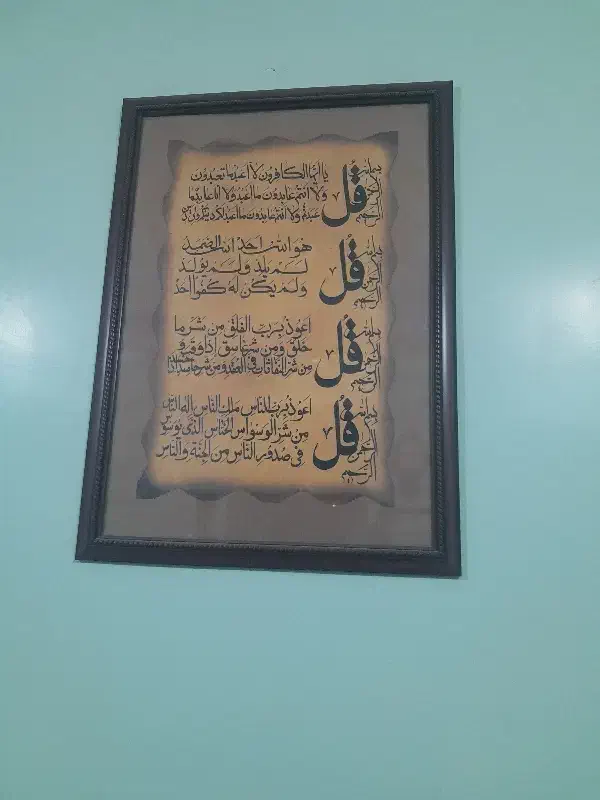 بسم الله الرحمن الرحيم
قل
يا ايها الكافرون لا اعبد ما تعبدون
ولا انتم عابدون ما اعبد ولا انا عابد ما
عبدتم ولا انتم عابدون ما اعبد لكم دينكم ولي دين
بسم الله الرحمن الرحيم
قل
هو الله احد الله الصمد
لم يلد ولم يولد
ولم يكن له كفوا احد
بسم الله الرحمن الرحيم
قل
اعوذ برب الفلق من شر ما
خلق ومن شر غاسق اذا وقب و
من شر النفاثات في العقد ومن شر حاسد اذا حسد
بسم الله الرحمن الرحيم
قل
اعوذ برب الناس ملك الناس اله الناس
من شر الوسواس الخناس الذي يوسوس
في صدور الناس من الجنة والناس